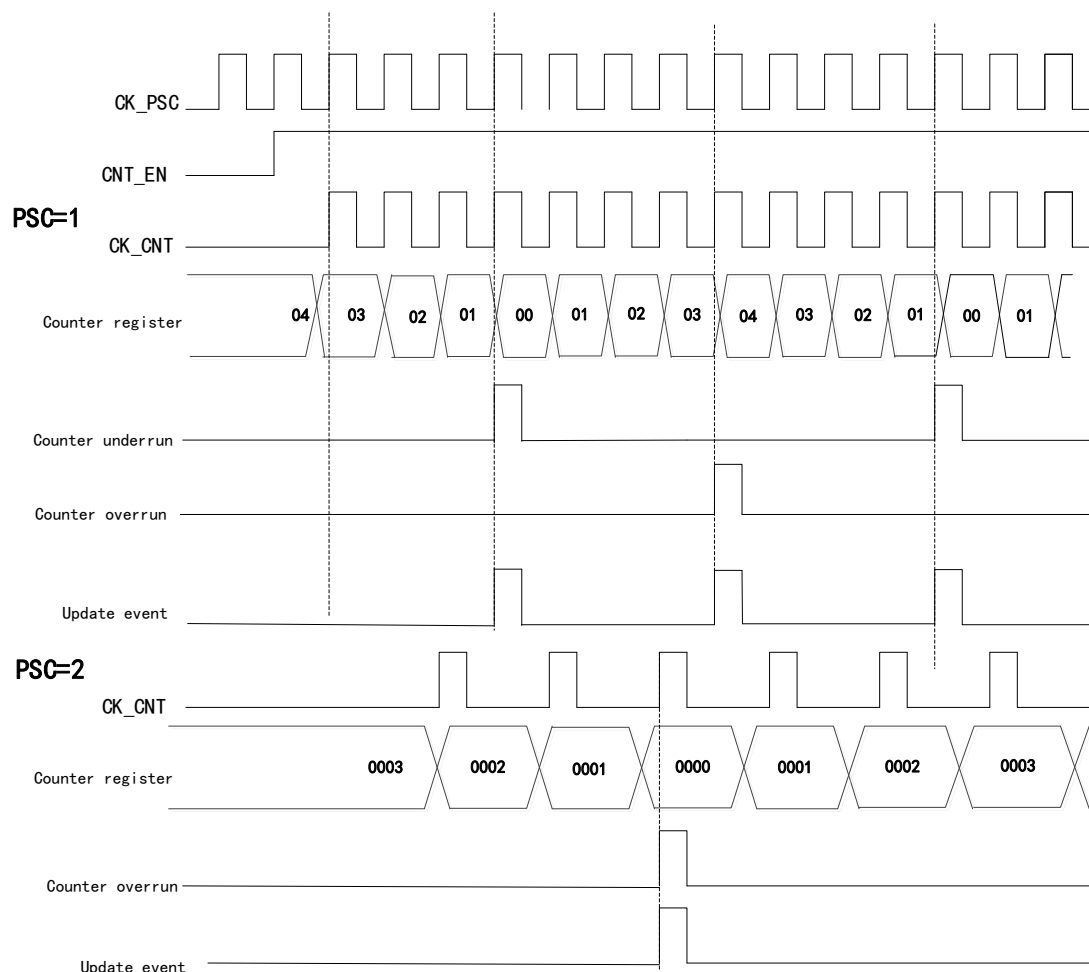 CK_PSC
CNT_EN
PSC=1
CK_CNT
Counter register 04 03 02 01 00 01 02 03 04 03 02 01 00 01
Counter underrun
Counter overrun
Update event
PSC=2
CK_CNT
Counter register 0003 0002 0001 0000 0001 0002 0003
Counter overrun
Update event